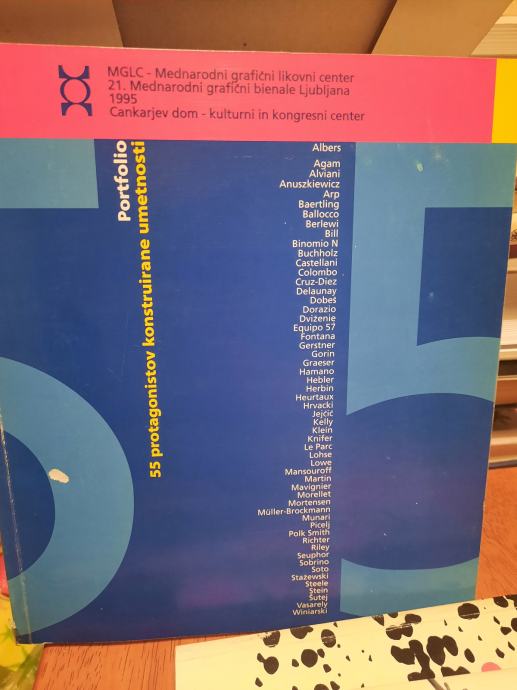 MGLC - Mednarodni grafični likovni center
21. Mednarodni grafični bienale Ljubljana
1995
Cankarjev dom - kulturni in kongresni center
Portfolio
55 protagonistov konstruirane umetnosti
Albers
Agam
Alviani
Anuszkiewicz
Arp
Baertling
Ballocco
Berlewi
Bill
Binomio N
Buchholz
Castellani
Colombo
Cruz-Diez
Delaunay
Dobeš
Dorazio
Dviženie
Equipo 57
Fontana
Gerstner
Gorin
Graeser
Hamano
Hebler
Herbin
Heurtaux
Hrvacki
Jejčić
Kelly
Klein
Knifer
Le Parc
Lohse
Lowe
Mansouroff
Martin
Mavignier
Morellet
Mortensen
Müller-Brockmann
Munari
Picelj
Polk Smith
Richter
Riley
Seuphor
Sobrino
Soto
Stażewski
Steele
Stein
Šutej
Vasarely
Winiarski
55